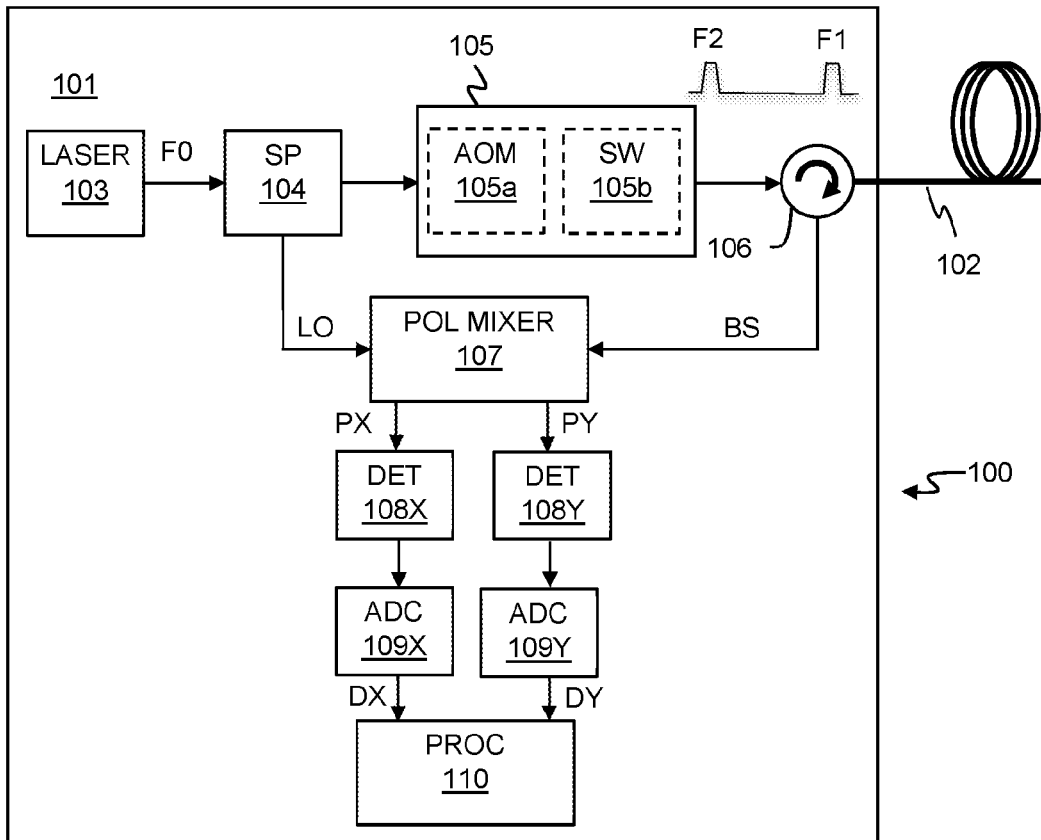 105
F2
F1
101
LASER
103
F0
SP
104
AOM
105a
SW
105b
106
102
LO
POL MIXER
107
BS
PX
PY
DET
108X
DET
108Y
100
ADC
109X
ADC
109Y
DX
DY
PROC
110